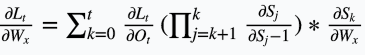 ∂L_t/∂W_x = ∑_{k=0}^{t} ∂L_t/∂O_t (∏_{j=k+1}^{k} ∂S_j/∂S_j−1) * ∂S_k/∂W_x